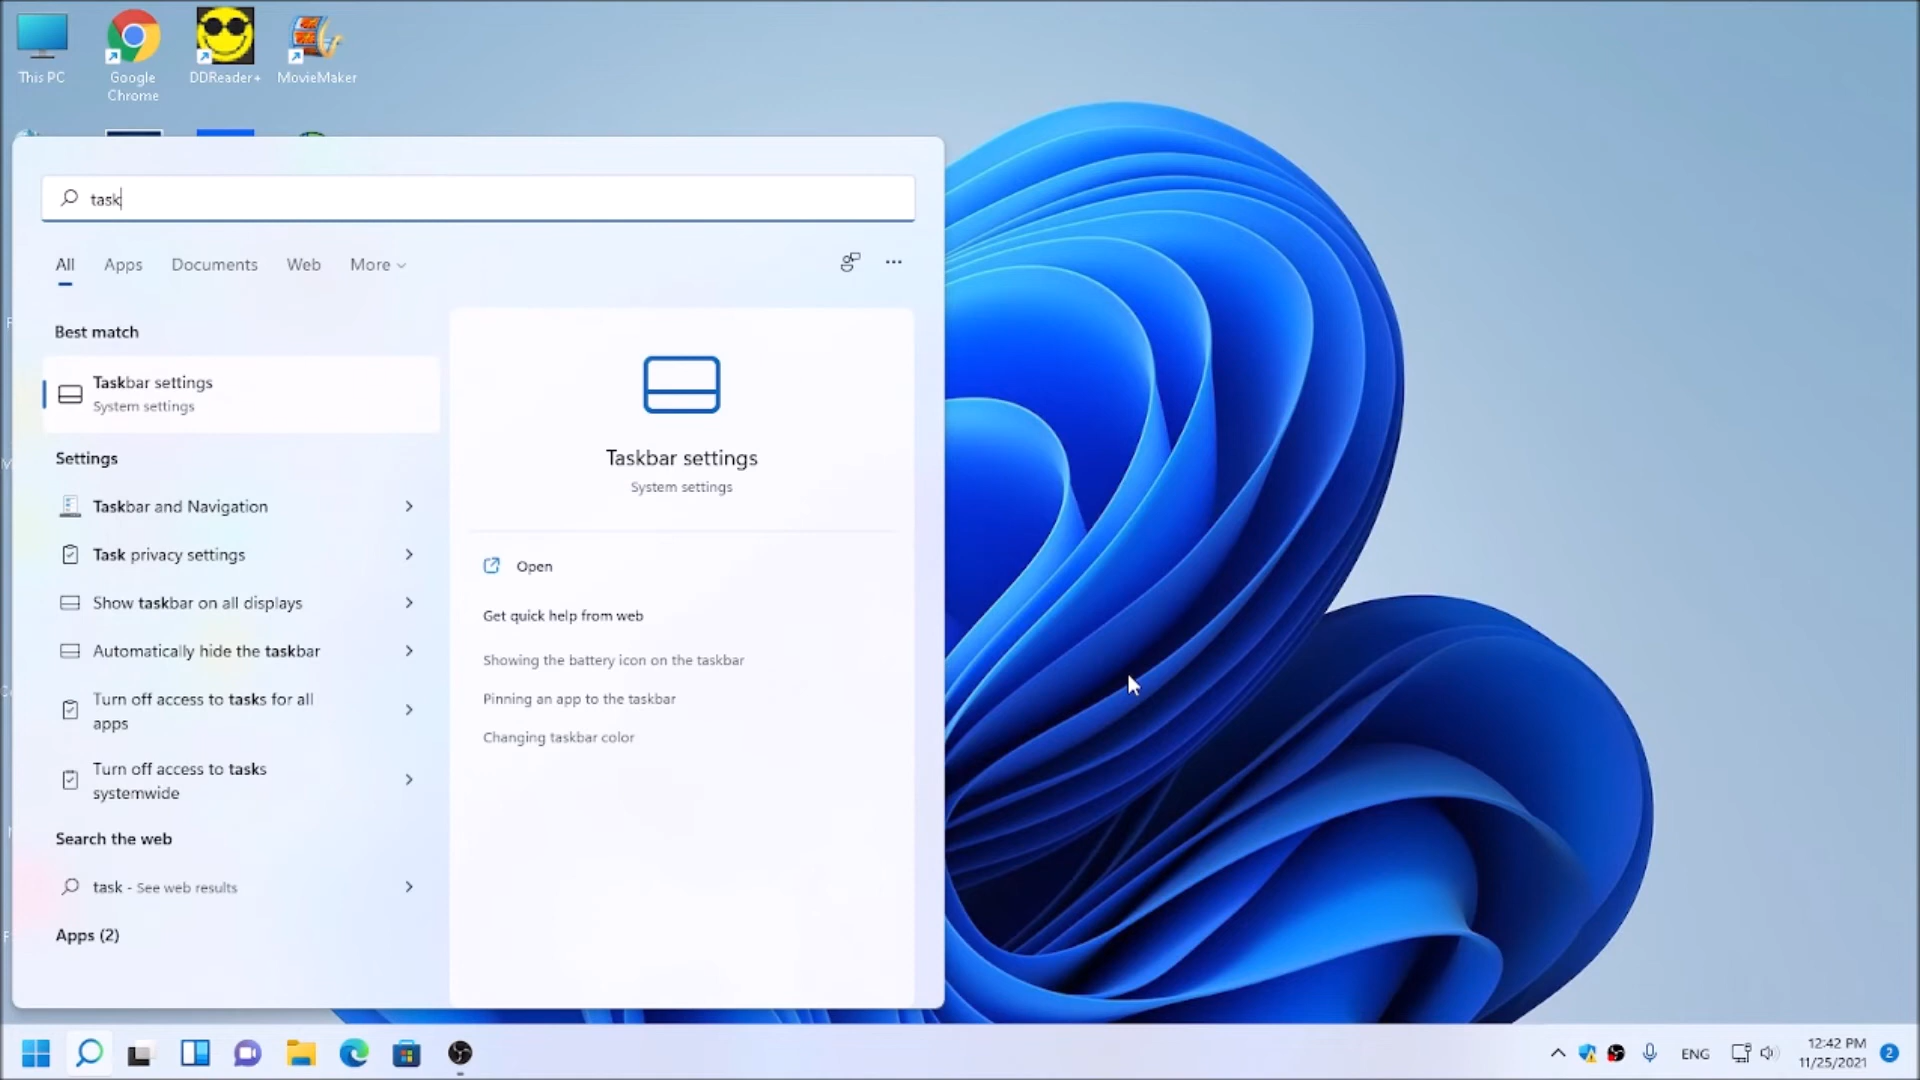 This PC
Google
Chrome
DDReader+
MovieMaker
task
All
Apps
Documents
Web
More
Best match
Taskbar settings
System settings
Settings
Taskbar and Navigation
Task privacy settings
Show taskbar on all displays
Automatically hide the taskbar
Turn off access to tasks for all
apps
Turn off access to tasks
systemwide
Search the web
task - See web results
Apps (2)
Taskbar settings
System settings
Open
Get quick help from web
Showing the battery icon on the taskbar
Pinning an app to the taskbar
Changing taskbar color
ENG
12:42 PM
11/25/2021
2